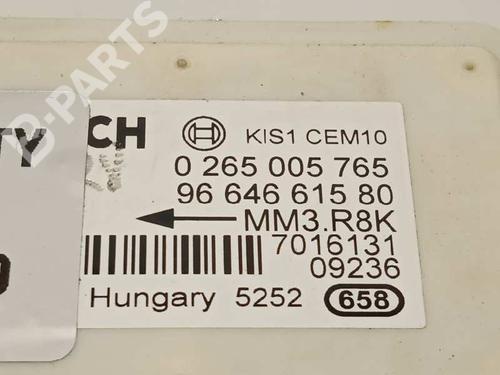 B-PARTS
TY
CH KIS1 CEM10
0 265 005 765
96 646 615 80
MM3.R8K
7016131
09236
Hungary 5252 658